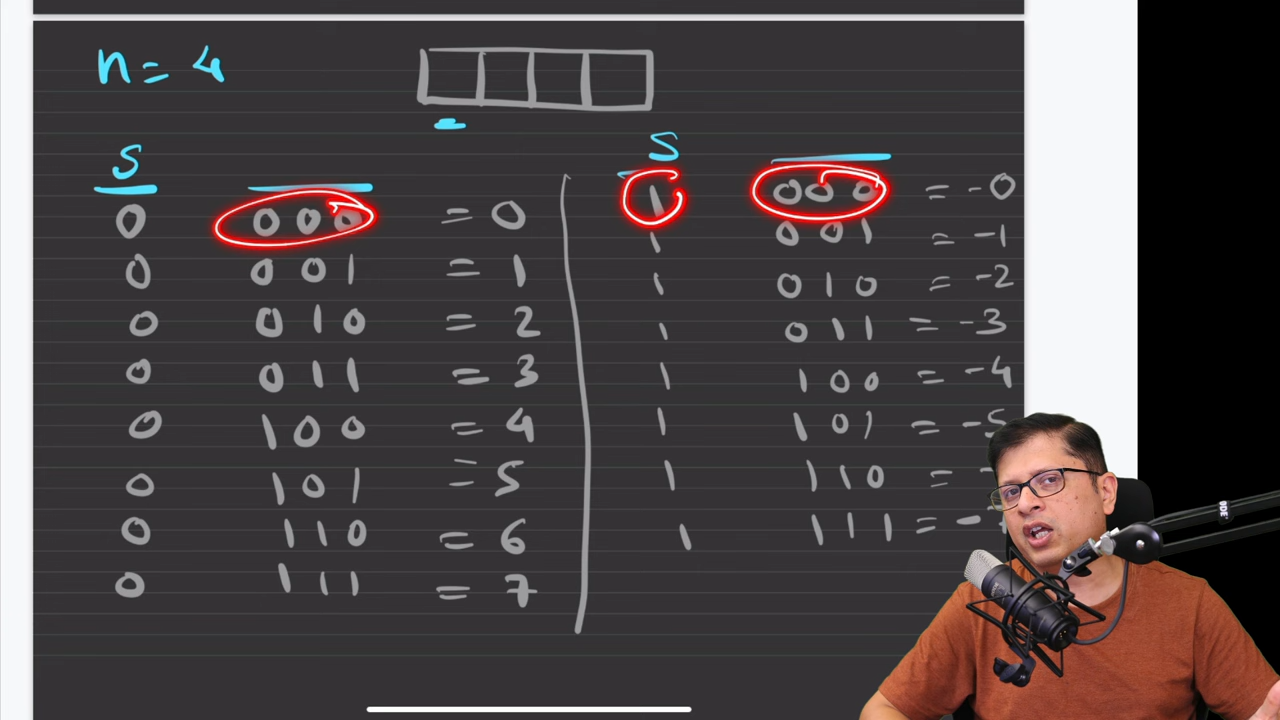 n = 4
S
0 000 = 0
0 001 = 1
0 010 = 2
0 011 = 3
0 100 = 4
0 101 = 5
0 110 = 6
0 111 = 7
S
1 000 = -0
1 001 = -1
1 010 = -2
1 011 = -3
1 100 = -4
1 101 = -5
1 110 = -
1 111 = -